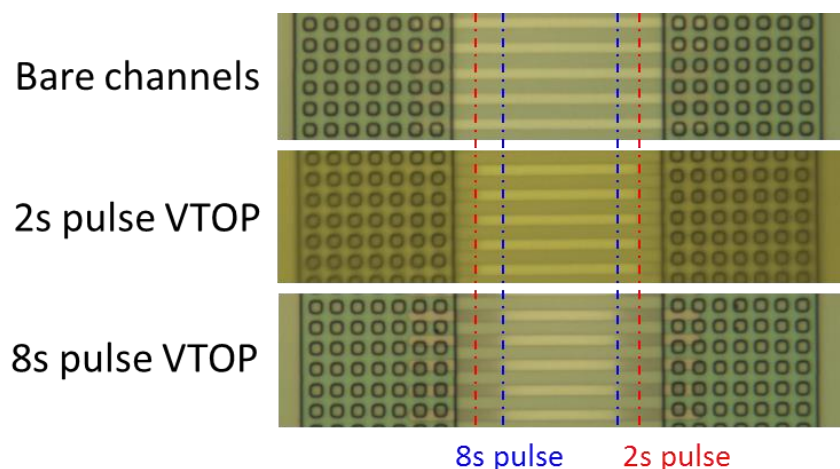 Bare channels
2s pulse VTOP
8s pulse VTOP
8s pulse 2s pulse